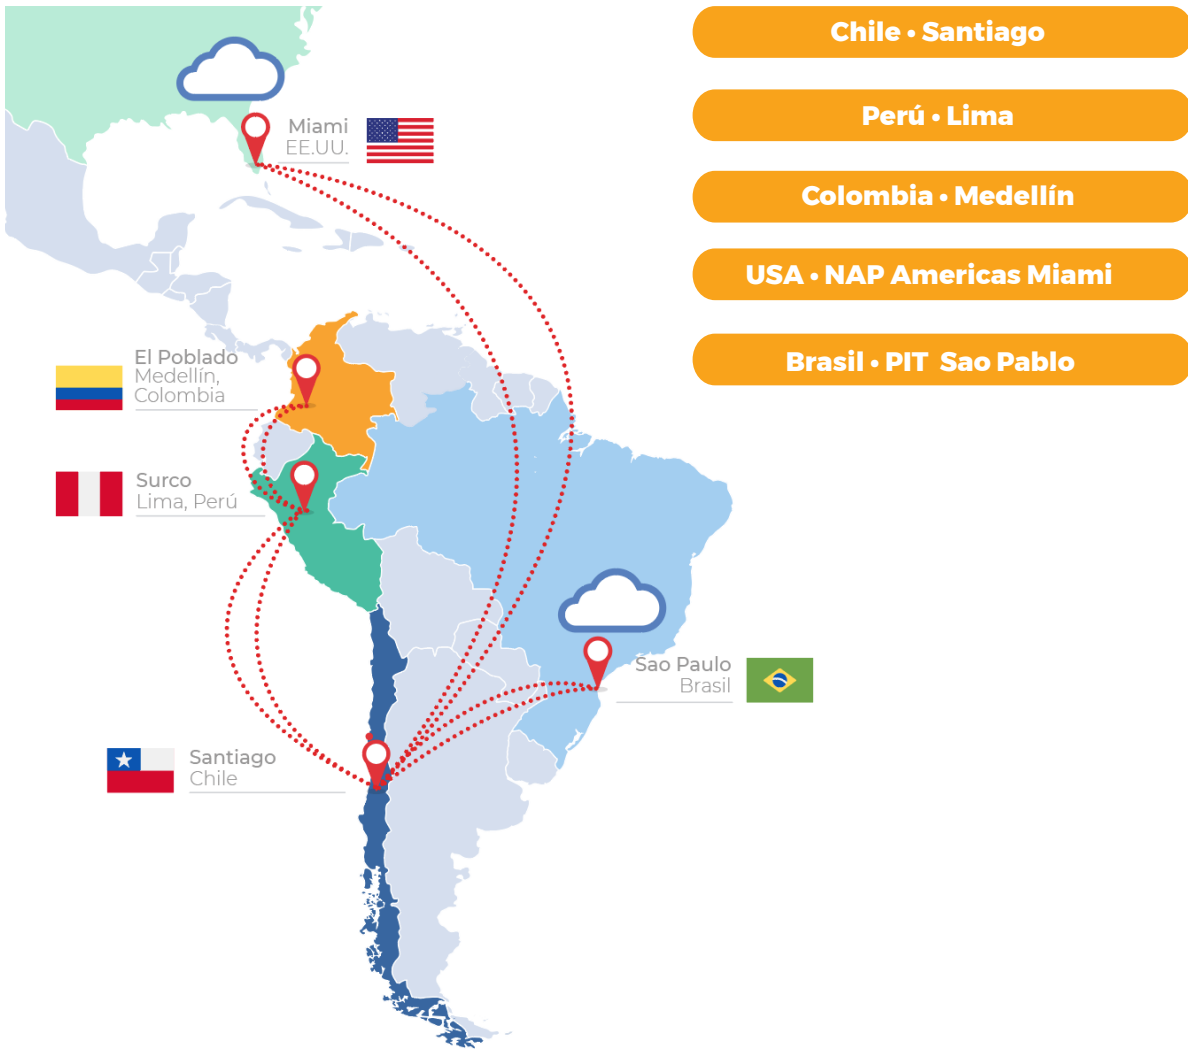 Chile • Santiago
Perú • Lima
Colombia • Medellín
USA • NAP Americas Miami
Brasil • PIT Sao Pablo
Miami
EE.UU.
El Poblado
Medellín,
Colombia
Surco
Lima, Perú
Sao Paulo
Brasil
Santiago
Chile